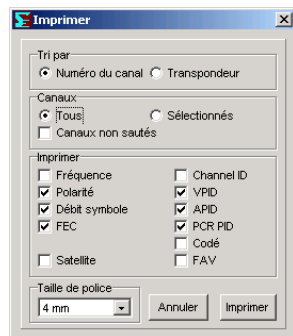 Imprimer
Tri par
Numéro du canal Transpondeur
Canaux
Tous Sélectionnés
Canaux non sautés
Imprimer
Fréquence Channel ID
Polarité VPID
Débit symbole APID
FEC PCR PID
Codé
Satellite FAV
Taille de police
4 mm Annuler Imprimer